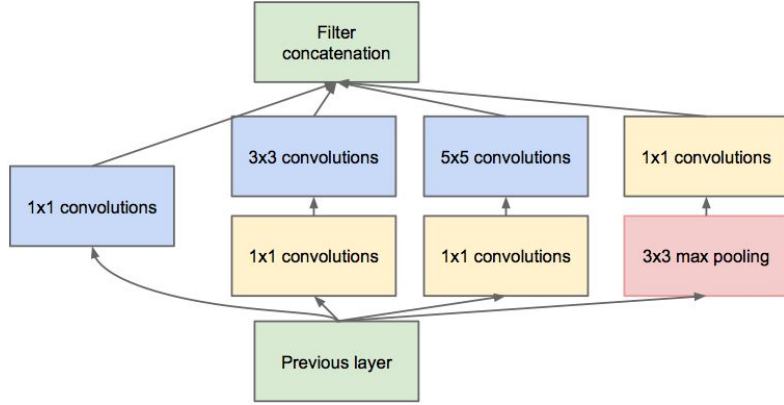 Filter
concatenation
3x3 convolutions
5x5 convolutions
1x1 convolutions
1x1 convolutions
1x1 convolutions
1x1 convolutions
3x3 max pooling
Previous layer